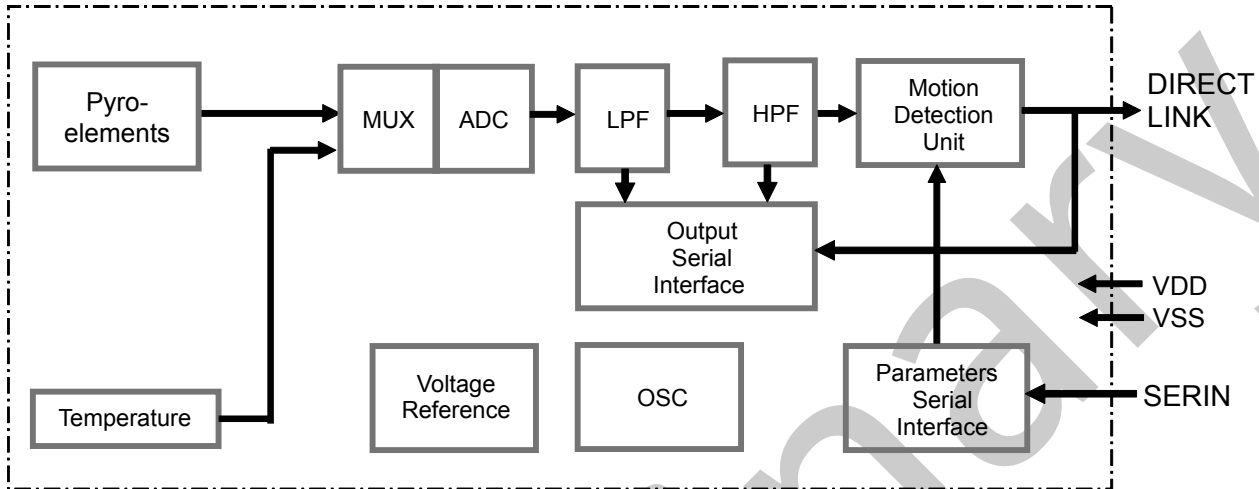 Pyro-
elements
MUX
ADC
LPF
HPF
Motion
Detection
Unit
DIRECT
LINK
Output
Serial
Interface
VDD
VSS
Temperature
Voltage
Reference
OSC
Parameters
Serial
Interface
SERIN